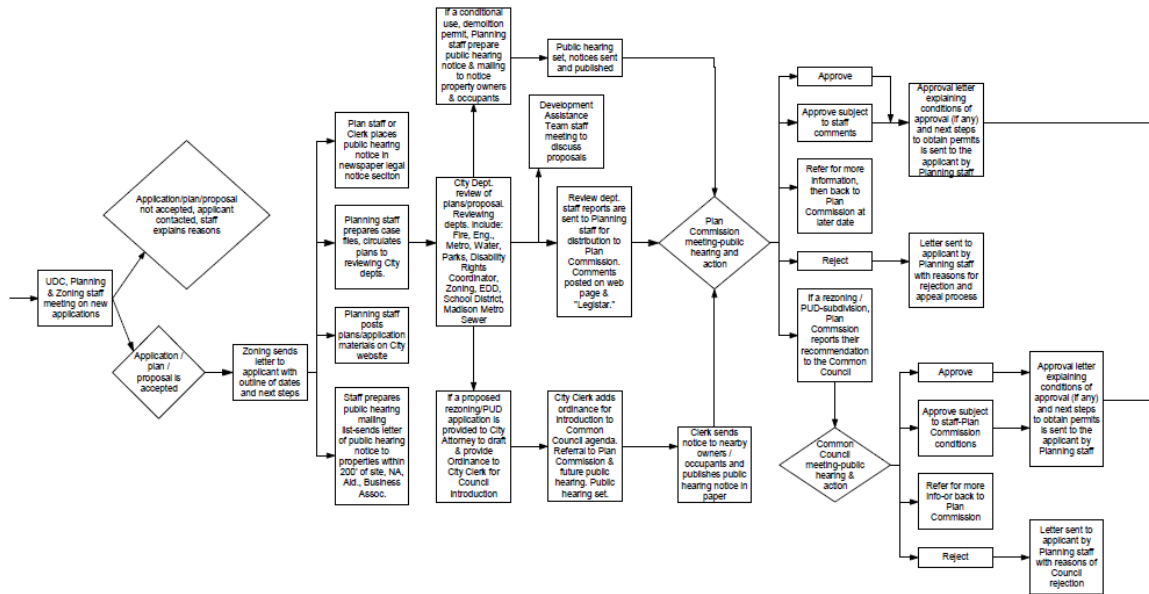 UDC, Planning
& Zoning staff
meeting on new
applications
Application/plan/proposal
not accepted, applicant
contacted, staff
explains reasons
Application /
plan /
proposal is
accepted
Zoning sends
letter to
applicant with
outline of dates
and next steps
Plan staff or
Clerk places
public hearing
notice in
newspaper legal
notice seciton
Planning staff
prepares case
files, circulates
plans to
reviewing City
depts.
Planning staff
posts
plans/application
materials on City
website
Staff prepares
public hearing
mailing
list-sends letter
of public hearing
notice to
properties within
200' of site, NA,
Ald., Business
Assoc.
If a conditional
use, demolition
permit, Planning
staff prepare
public hearing
notice & mailing
to notice
property owners
& occupants
City Dept.
review of
plans/proposal.
Reviewing
depts. include:
Fire, Eng.,
Metro, Water,
Parks, Disability
Rights
Coordinator,
Zoning, EDD,
School District,
Madison Metro
Sewer
If a proposed
rezoning/PUD
application is
provided to City
Attorney to draft
& provide
Ordinance to
City Clerk for
Council
Introduction
Public hearing
set, notices sent
and published
Development
Assistance
Team staff
meeting to
discuss
proposals
Review dept.
staff reports are
sent to Planning
staff for
distribution to
Plan
Commission.
Comments
posted on web
page &
"Legistar."
City Clerk adds
ordinance for
introduction to
Common
Council agenda.
Referral to Plan
Commission &
future public
hearing. Public
hearing set.
Clerk sends
notice to nearby
owners /
occupants and
publishes public
hearing notice in
paper
Plan
Commission
meeting-public
hearing and
action
Approve
Approve subject
to staff
comments
Refer for more
information,
then back to
Plan
Commission at
later date
Reject
If a rezoning /
PUD-subdivision,
Plan
Commssion
reports their
recommendation
to the Common
Council
Approval letter
explaining
conditions of
approval (if any)
and next steps
to obtain permits
is sent to the
applicant by
Planning staff
Letter sent to
applicant by
Planning staff
with reasons for
rejection and
appeal process
Common
Council
meeting-public
hearing &
action
Approve
Approve subject
to staff-Plan
Commission
conditions
Refer for more
info-or back to
Plan
Commission
Reject
Approval letter
explaining
conditions of
approval (if any)
and next steps
to obtain permits
is sent to the
applicant by
Planning staff
Letter sent to
applicant by
Planning staff
with reasons of
Council
rejection